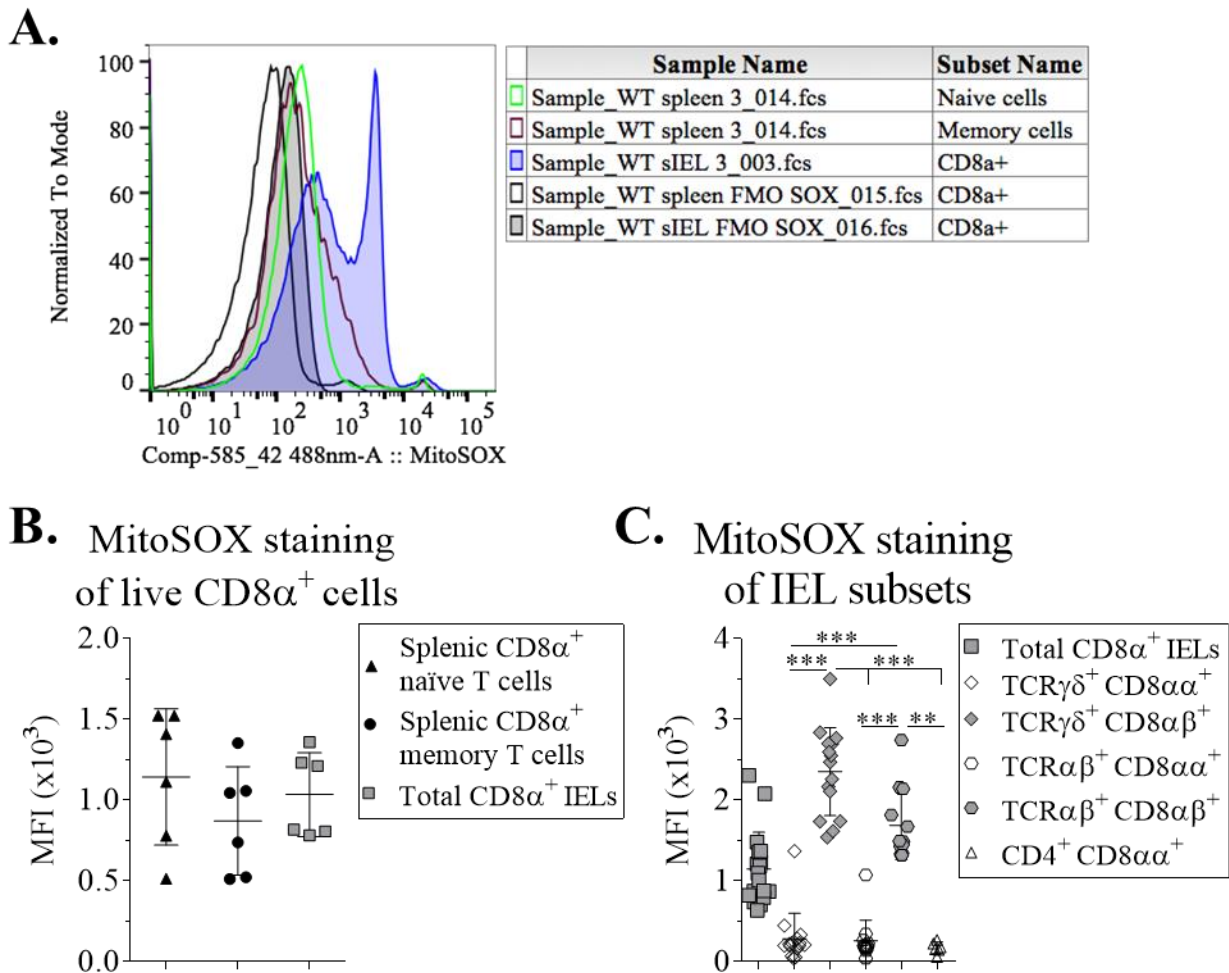 A.
100
80
60
40
20
0
Normalized To Mode
10^0 10^1 10^2 10^3 10^4 10^5
Comp-585_42 488nm-A :: MitoSOX
Sample Name Subset Name
Sample_WT spleen 3_014.fcs Naive cells
Sample_WT spleen 3_014.fcs Memory cells
Sample_WT sIEL 3_003.fcs CD8a+
Sample_WT spleen FMO SOX_015.fcs CD8a+
Sample_WT sIEL FMO SOX_016.fcs CD8a+
B. MitoSOX staining
of live CD8α⁺ cells
2.0
1.5
1.0
0.5
0.0
MFI (x10³)
Splenic CD8α⁺
naïve T cells
Splenic CD8α⁺
memory T cells
Total CD8α⁺ IELs
C. MitoSOX staining
of IEL subsets
4
3
2
1
0
MFI (x10³)
***
*** ***
*** **
Total CD8α⁺ IELs
TCRγδ⁺ CD8αα⁺
TCRγδ⁺ CD8αβ⁺
TCRαβ⁺ CD8αα⁺
TCRαβ⁺ CD8αβ⁺
CD4⁺ CD8αα⁺